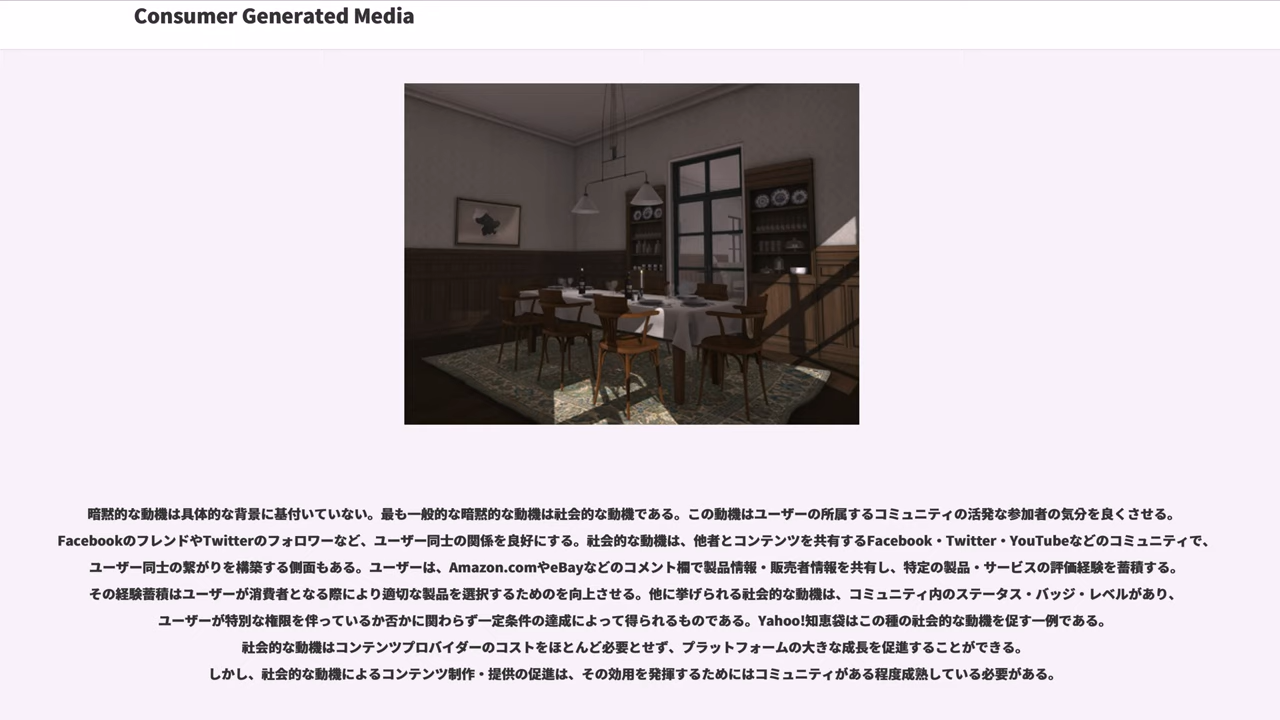 Consumer Generated Media
暗黙的な動機は具体的な背景に基付いていない。最も一般的な暗黙的な動機は社会的な動機である。この動機はユーザーの所属するコミュニティの活発な参加者の気分を良くさせる。
FacebookのフレンドやTwitterのフォロワーなど、ユーザー同士の関係を良好にする。社会的な動機は、他者とコンテンツを共有するFacebook・Twitter・YouTubeなどのコミュニティで、
ユーザー同士の繋がりを構築する側面もある。ユーザーは、Amazon.comやeBayなどのコメント欄で製品情報・販売者情報を共有し、特定の製品・サービスの評価経験を蓄積する。
その経験蓄積はユーザーが消費者となる際により適切な製品を選択するためのを向上させる。他に挙げられる社会的な動機は、コミュニティ内のステータス・バッジ・レベルがあり、
ユーザーが特別な権限を伴っているか否かに関わらず一定条件の達成によって得られるものである。Yahoo!知恵袋はこの種の社会的な動機を促す一例である。
社会的な動機はコンテンツプロバイダーのコストをほとんど必要とせず、プラットフォームの大きな成長を促進することができる。
しかし、社会的な動機によるコンテンツ制作・提供の促進は、その効用を発揮するためにはコミュニティがある程度成熟している必要がある。